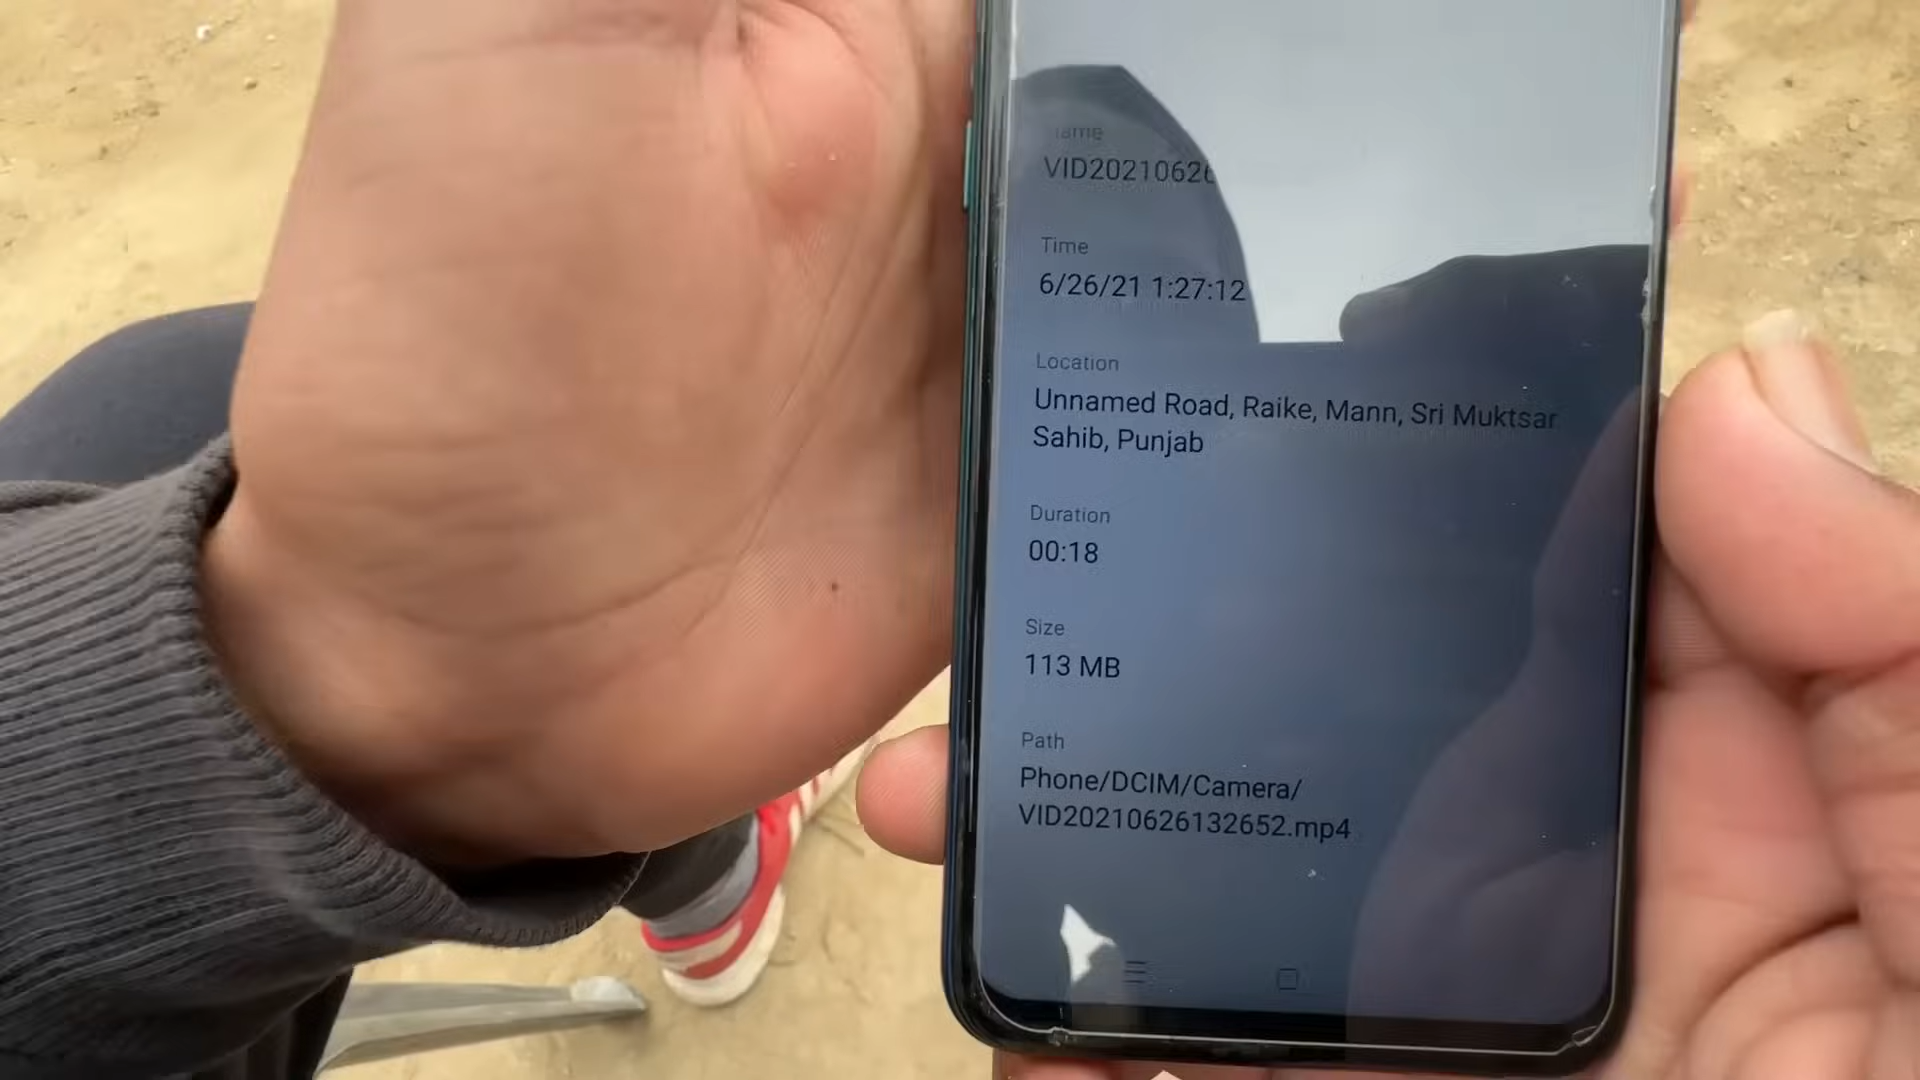 Name
VID2021062
Time
6/26/21 1:27:12
Location
Unnamed Road, Raike, Mann, Sri Muktsar
Sahib, Punjab
Duration
00:18
Size
113 MB
Path
Phone/DCIM/Camera/
VID20210626132652.mp4